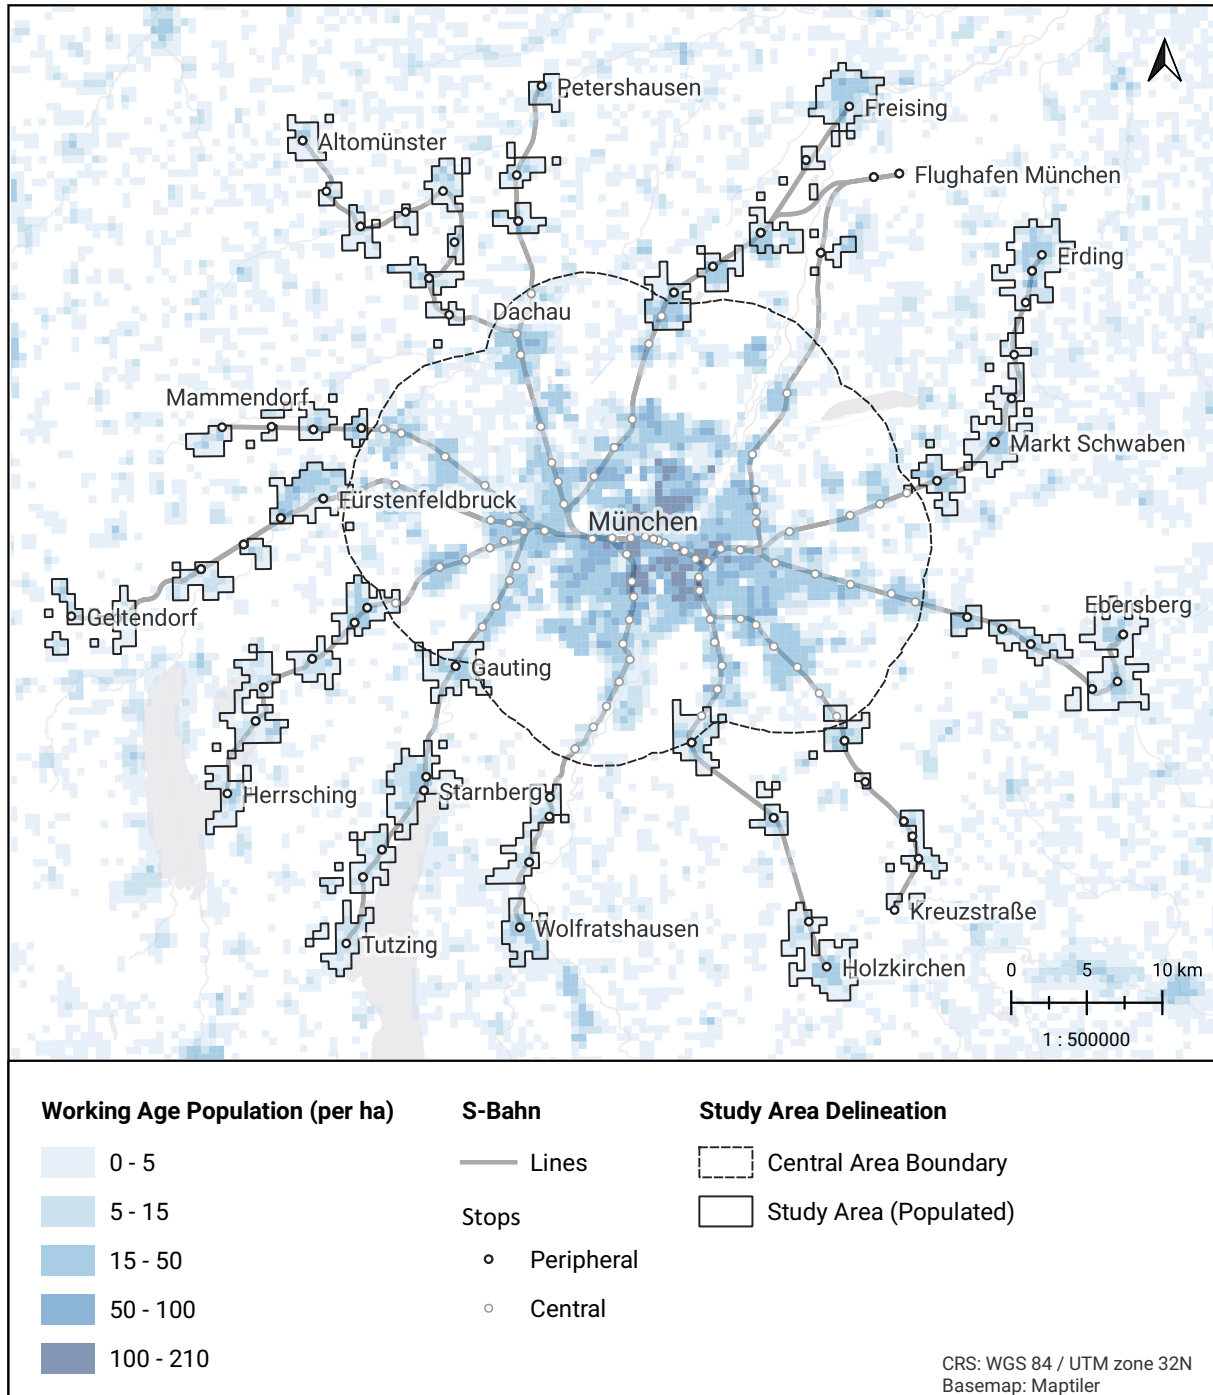 Petershausen
Freising
Altomünster
Flughafen München
Erding
Dachau
Mammendorf
Markt Schwaben
Fürstenfeldbruck
München
Geltendorf
Ebersberg
Gauting
Herrsching
Starnberg
Kreuzstraße
Wolfratshausen
Tutzing
Holzkirchen
0 5 10 km
1 : 500000
Working Age Population (per ha)
0 - 5
5 - 15
15 - 50
50 - 100
100 - 210
S-Bahn
Lines
Stops
Peripheral
Central
Study Area Delineation
Central Area Boundary
Study Area (Populated)
CRS: WGS 84 / UTM zone 32N
Basemap: Maptiler